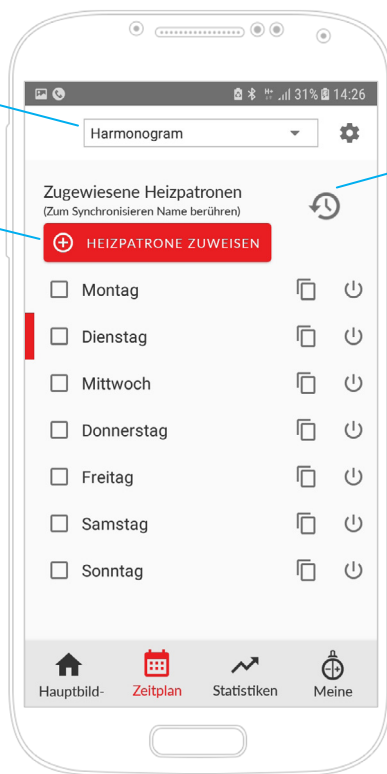 31% 14:26
Harmonogram
Zugewiesene Heizpatronen
(Zum Synchronisieren Name berühren)
HEIZPATRONE ZUWEISEN
Montag
Dienstag
Mittwoch
Donnerstag
Freitag
Samstag
Sonntag
Hauptbild- Zeitplan Statistiken Meine